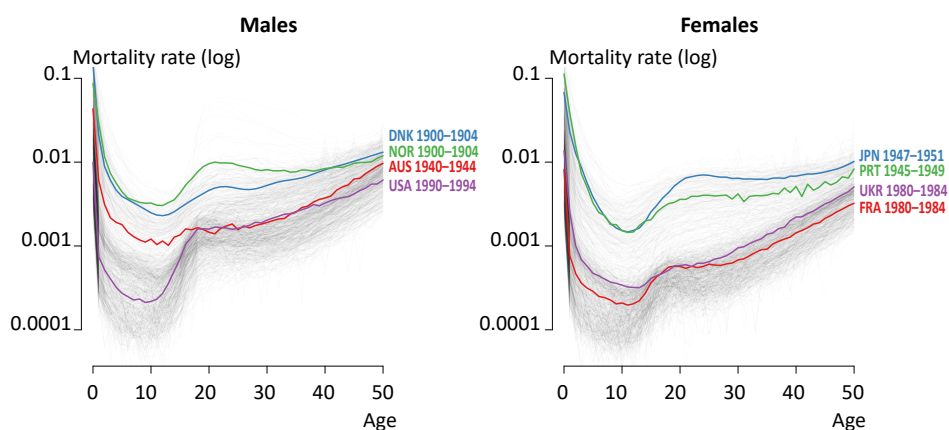 Males
Mortality rate (log)
0.1
0.01
0.001
0.0001
0 10 20 30 40 50
Age
DNK 1900–1904
NOR 1900–1904
AUS 1940–1944
USA 1990–1994
Females
Mortality rate (log)
0.1
0.01
0.001
0.0001
0 10 20 30 40 50
Age
JPN 1947–1951
PRT 1945–1949
UKR 1980–1984
FRA 1980–1984